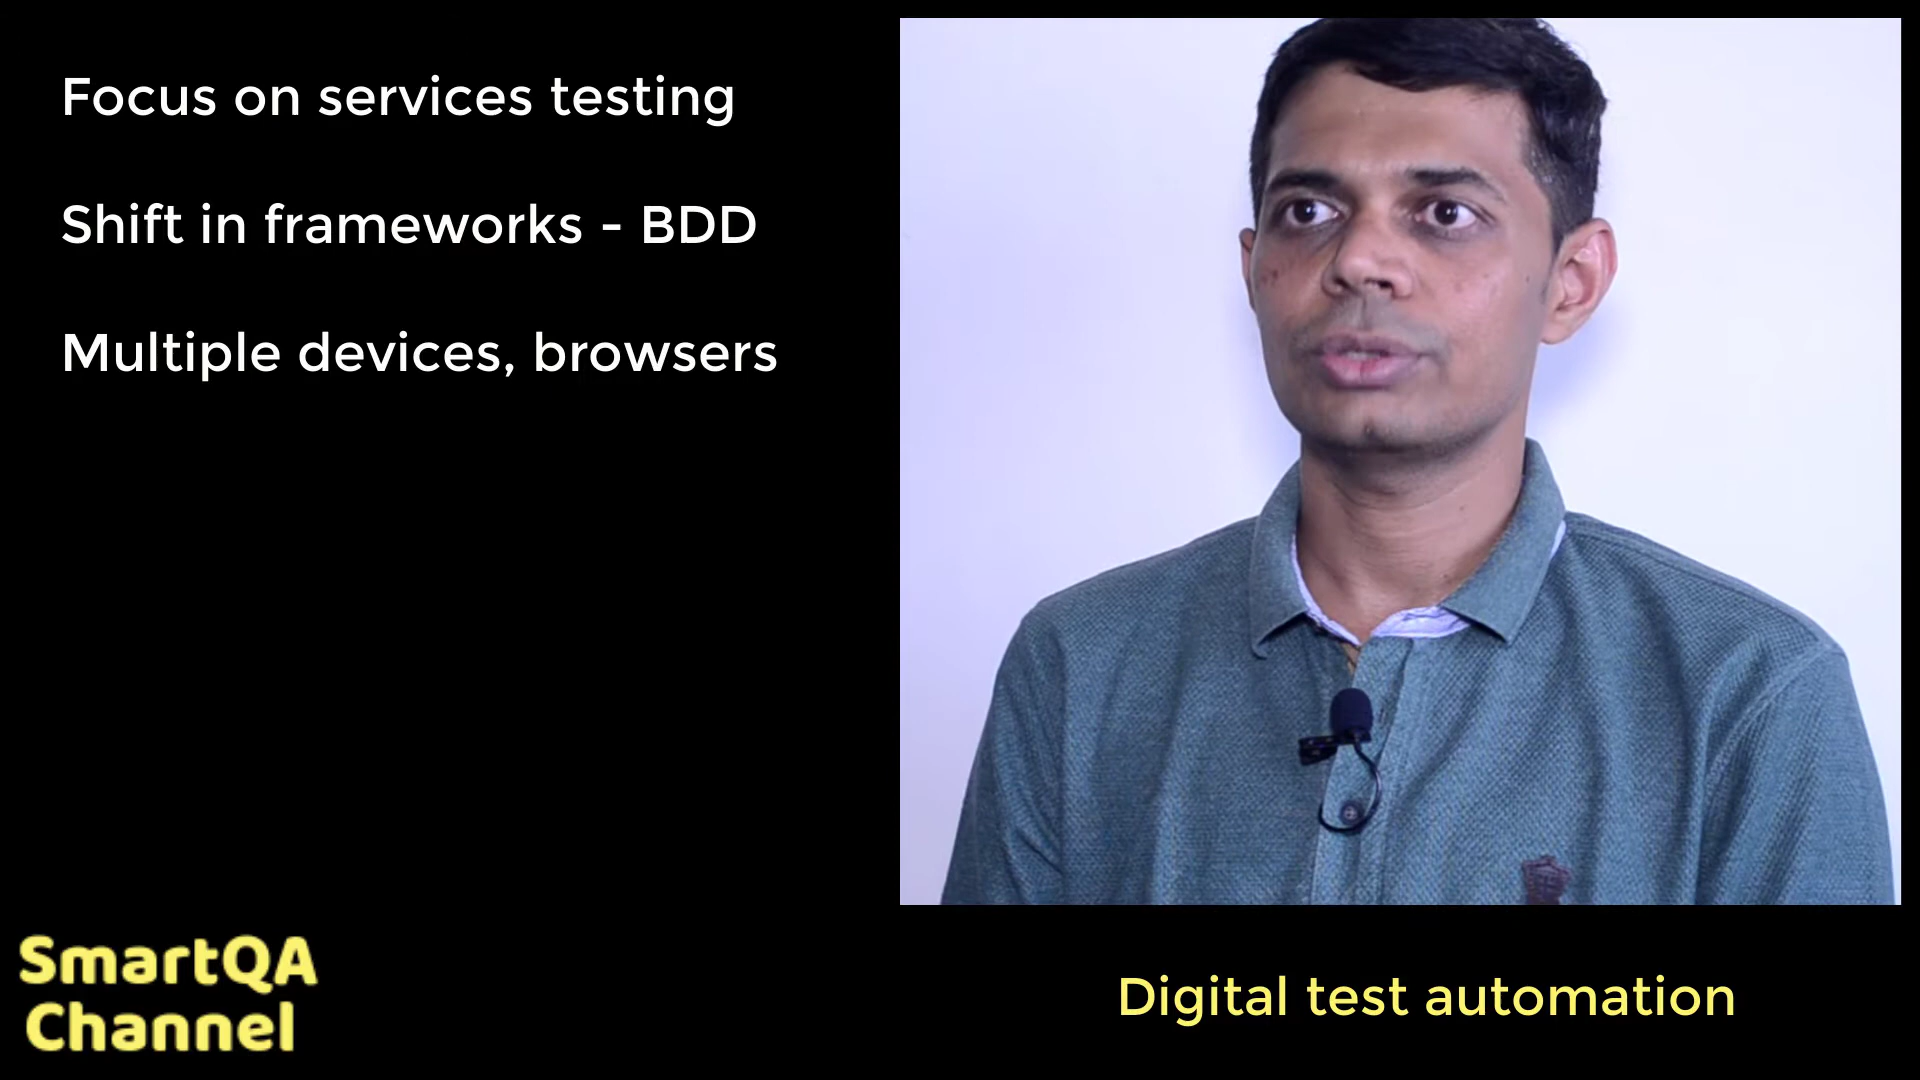 Focus on services testing
Shift in frameworks - BDD
Multiple devices, browsers
SmartQA
Channel
Digital test automation